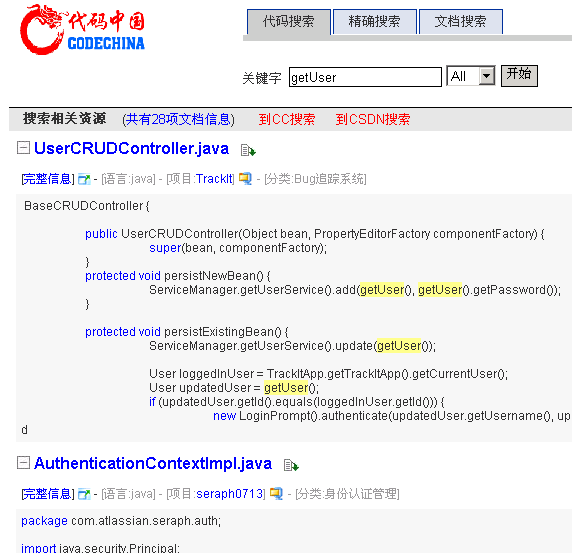 代码中国
CODECHINA
代码搜索 精确搜索 文档搜索
关键字 getUser All 开始
搜索相关资源 (共有28项文档信息) 到CC搜索 到CSDN搜索
UserCRUDController.java
[完整信息] - [语言:java] - [项目:TrackIt] - [分类:Bug追踪系统]
BaseCRUDController {
public UserCRUDController(Object bean, PropertyEditorFactory componentFactory) {
super(bean, componentFactory);
}
protected void persistNewBean() {
ServiceManager.getUserService().add(getUser(), getUser().getPassword());
}
protected void persistExistingBean() {
ServiceManager.getUserService().update(getUser());
User loggedInUser = TrackItApp.getTrackItApp().getCurrentUser();
User updatedUser = getUser();
if (updatedUser.getId().equals(loggedInUser.getId())) {
new LoginPrompt().authenticate(updatedUser.getUsername(), up
d
AuthenticationContextImpl.java
[完整信息] - [语言:java] - [项目:seraph0713] - [分类:身份认证管理]
package com.atlassian.seraph.auth;
import java.security.Principal;